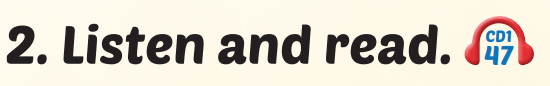 2. Listen and read. CD1
47